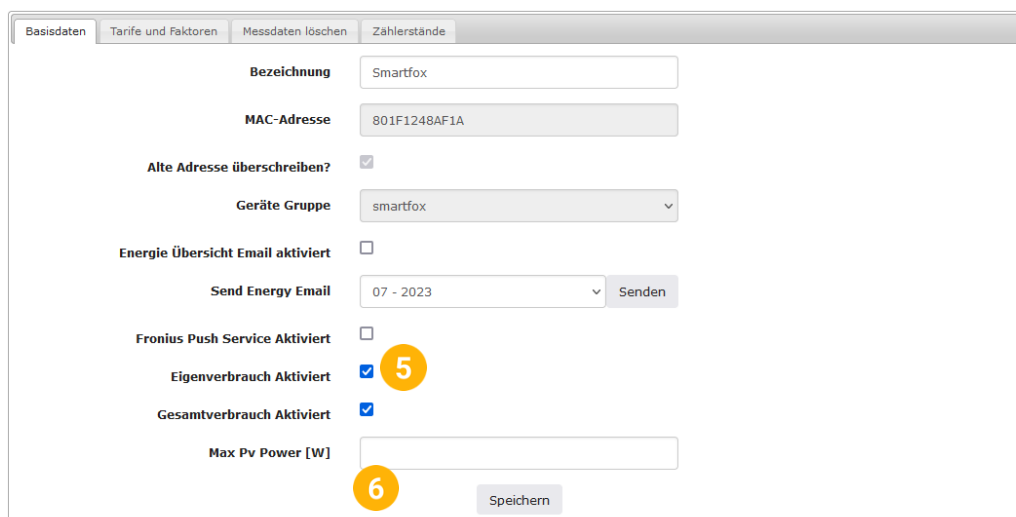 Basisdaten Tarife und Faktoren Messdaten löschen Zählerstände
Bezeichnung Smartfox
MAC-Adresse 801F1248AF1A
Alte Adresse überschreiben?
Geräte Gruppe smartfox
Energie Übersicht Email aktiviert
Send Energy Email 07 - 2023 Senden
Fronius Push Service Aktiviert
Eigenverbrauch Aktiviert 5
Gesamtverbrauch Aktiviert
Max Pv Power [W]
6 Speichern